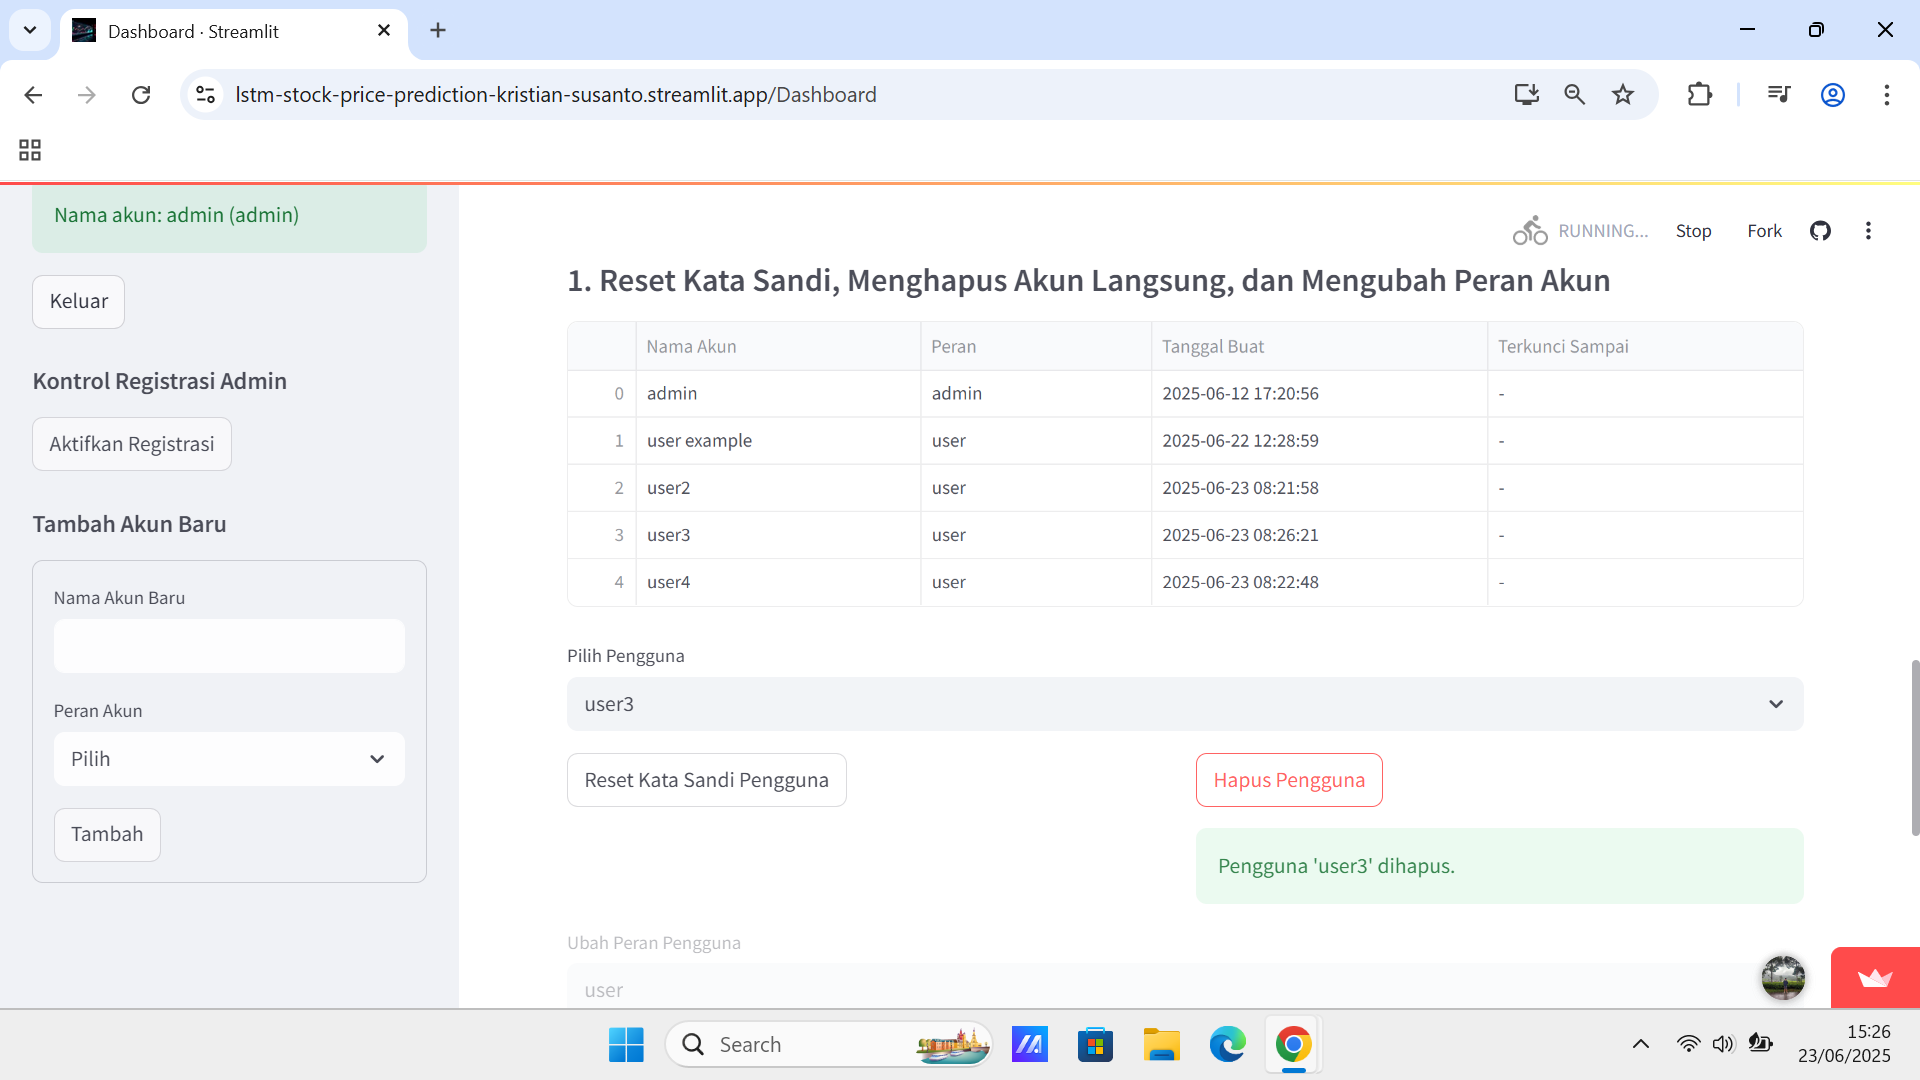 Dashboard · Streamlit
lstm-stock-price-prediction-kristian-susanto.streamlit.app/Dashboard
Nama akun: admin (admin)
Keluar
Kontrol Registrasi Admin
Aktifkan Registrasi
Tambah Akun Baru
Nama Akun Baru
Peran Akun
Pilih
Tambah
RUNNING... Stop Fork
1. Reset Kata Sandi, Menghapus Akun Langsung, dan Mengubah Peran Akun
Nama Akun Peran Tanggal Buat Terkunci Sampai
0 admin admin 2025-06-12 17:20:56 -
1 user example user 2025-06-22 12:28:59 -
2 user2 user 2025-06-23 08:21:58 -
3 user3 user 2025-06-23 08:26:21 -
4 user4 user 2025-06-23 08:22:48 -
Pilih Pengguna
user3
Reset Kata Sandi Pengguna Hapus Pengguna
Pengguna 'user3' dihapus.
Ubah Peran Pengguna
user
Search
15:26
23/06/2025